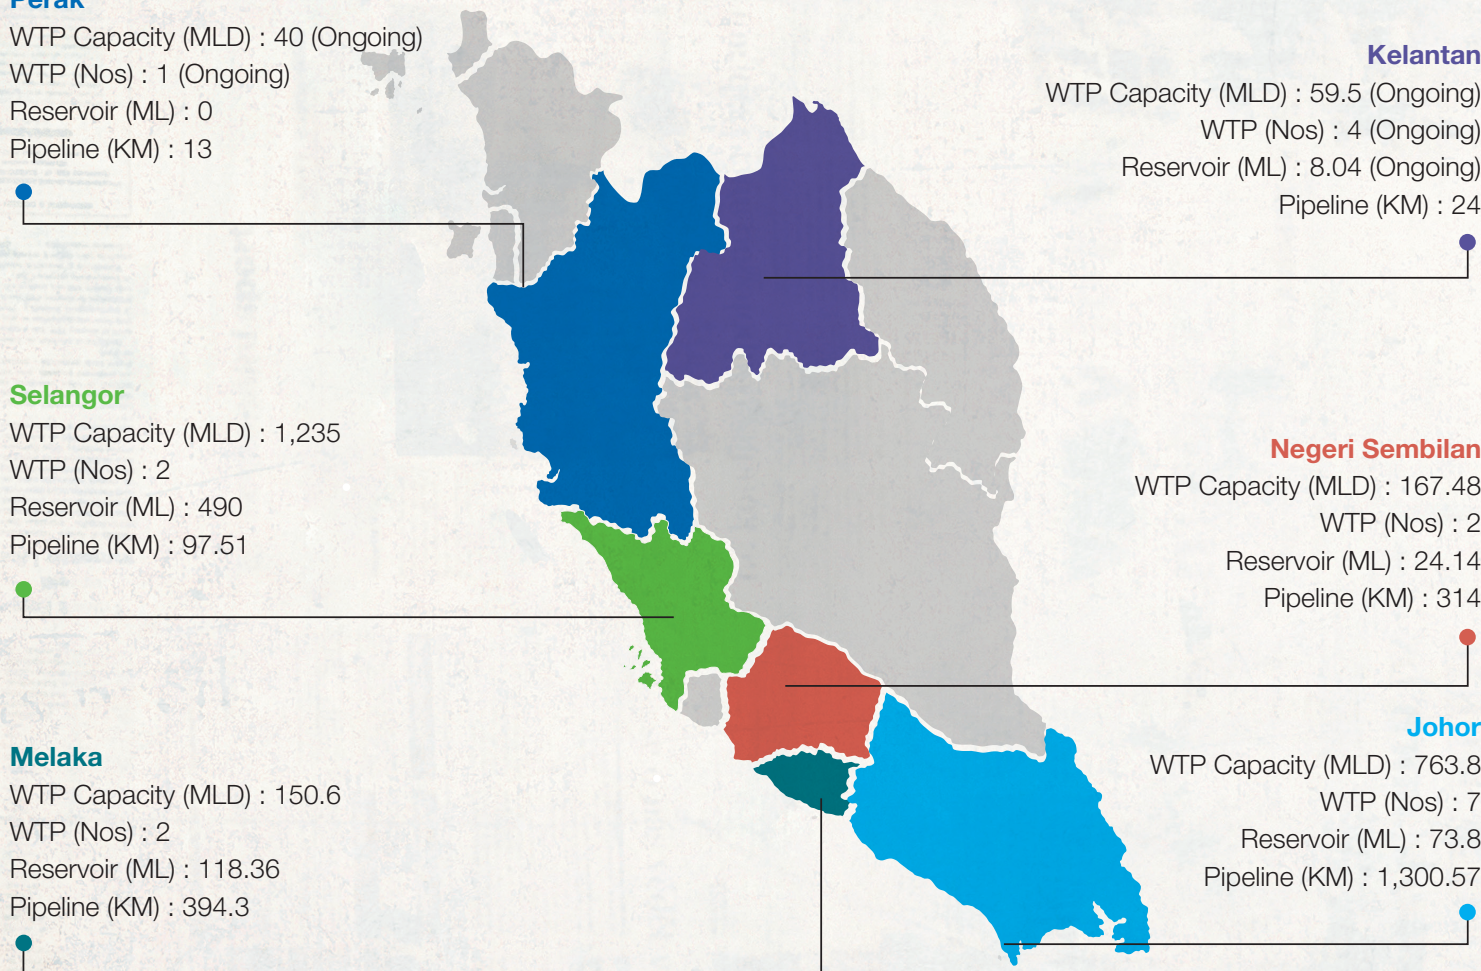 Perak
WTP Capacity (MLD) : 40 (Ongoing)
WTP (Nos) : 1 (Ongoing)
Reservoir (ML) : 0
Pipeline (KM) : 13
Kelantan
WTP Capacity (MLD) : 59.5 (Ongoing)
WTP (Nos) : 4 (Ongoing)
Reservoir (ML) : 8.04 (Ongoing)
Pipeline (KM) : 24
Selangor
WTP Capacity (MLD) : 1,235
WTP (Nos) : 2
Reservoir (ML) : 490
Pipeline (KM) : 97.51
Negeri Sembilan
WTP Capacity (MLD) : 167.48
WTP (Nos) : 2
Reservoir (ML) : 24.14
Pipeline (KM) : 314
Melaka
WTP Capacity (MLD) : 150.6
WTP (Nos) : 2
Reservoir (ML) : 118.36
Pipeline (KM) : 394.3
Johor
WTP Capacity (MLD) : 763.8
WTP (Nos) : 7
Reservoir (ML) : 73.8
Pipeline (KM) : 1,300.57